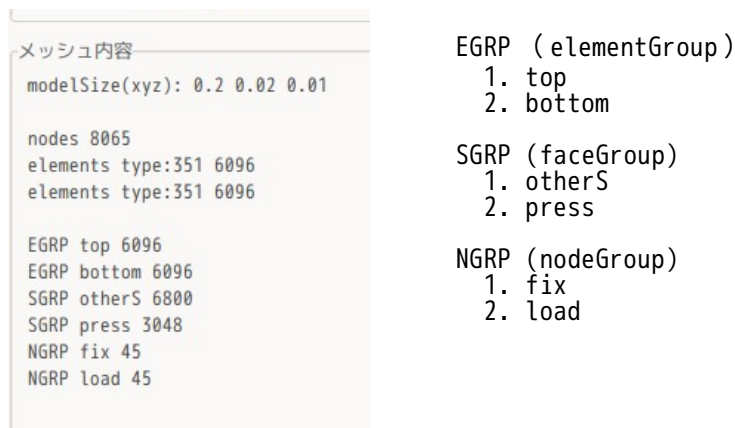 メッシュ内容
modelSize(xyz): 0.2 0.02 0.01
nodes 8065
elements type:351 6096
elements type:351 6096
EGRP top 6096
EGRP bottom 6096
SGRP otherS 6800
SGRP press 3048
NGRP fix 45
NGRP load 45
EGRP （elementGroup）
1. top
2. bottom
SGRP (faceGroup)
1. otherS
2. press
NGRP (nodeGroup)
1. fix
2. load